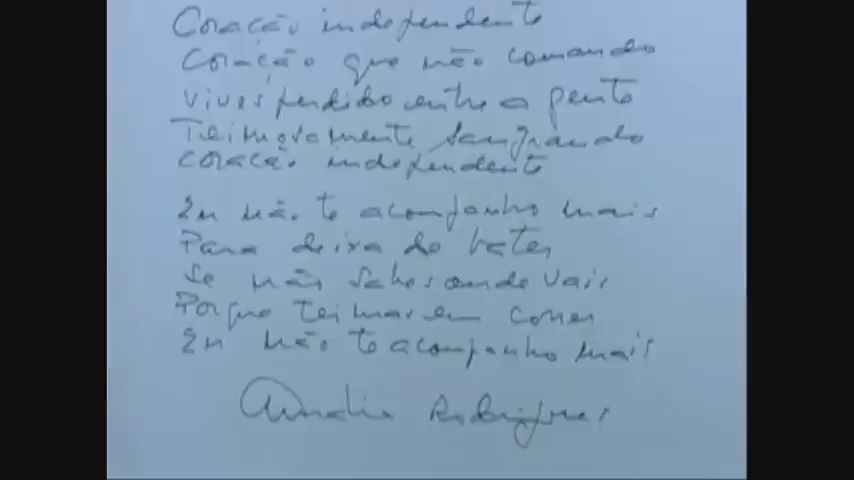 Coração independente
Coração que não comando
Vives perdido entre a gente
Teimosamente sangrando
Coração independente
Eu não te acompanho mais
Para deixa de bater
Se não sabes onde vais
Porque teimas em correr
Eu não te acompanho mais
Amália Rodrigues